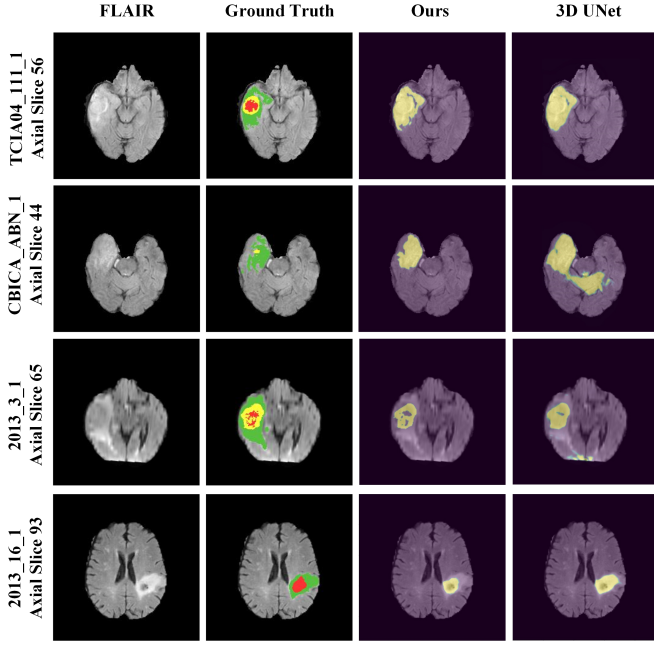 FLAIR Ground Truth Ours 3D UNet
TCIA04_111_1
Axial Slice 56
CBICA_ABN_1
Axial Slice 44
2013_3_1
Axial Slice 65
2013_16_1
Axial Slice 93